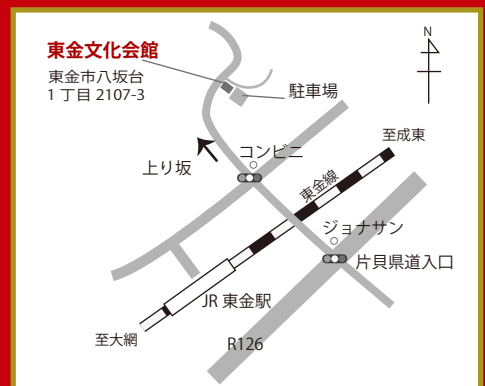 東金文化会館
東金市八坂台
1 丁目 2107-3
N
駐車場
コンビニ
至成東
上り坂
東金線
ジョナサン
片貝県道入口
JR 東金駅
至大網
R126